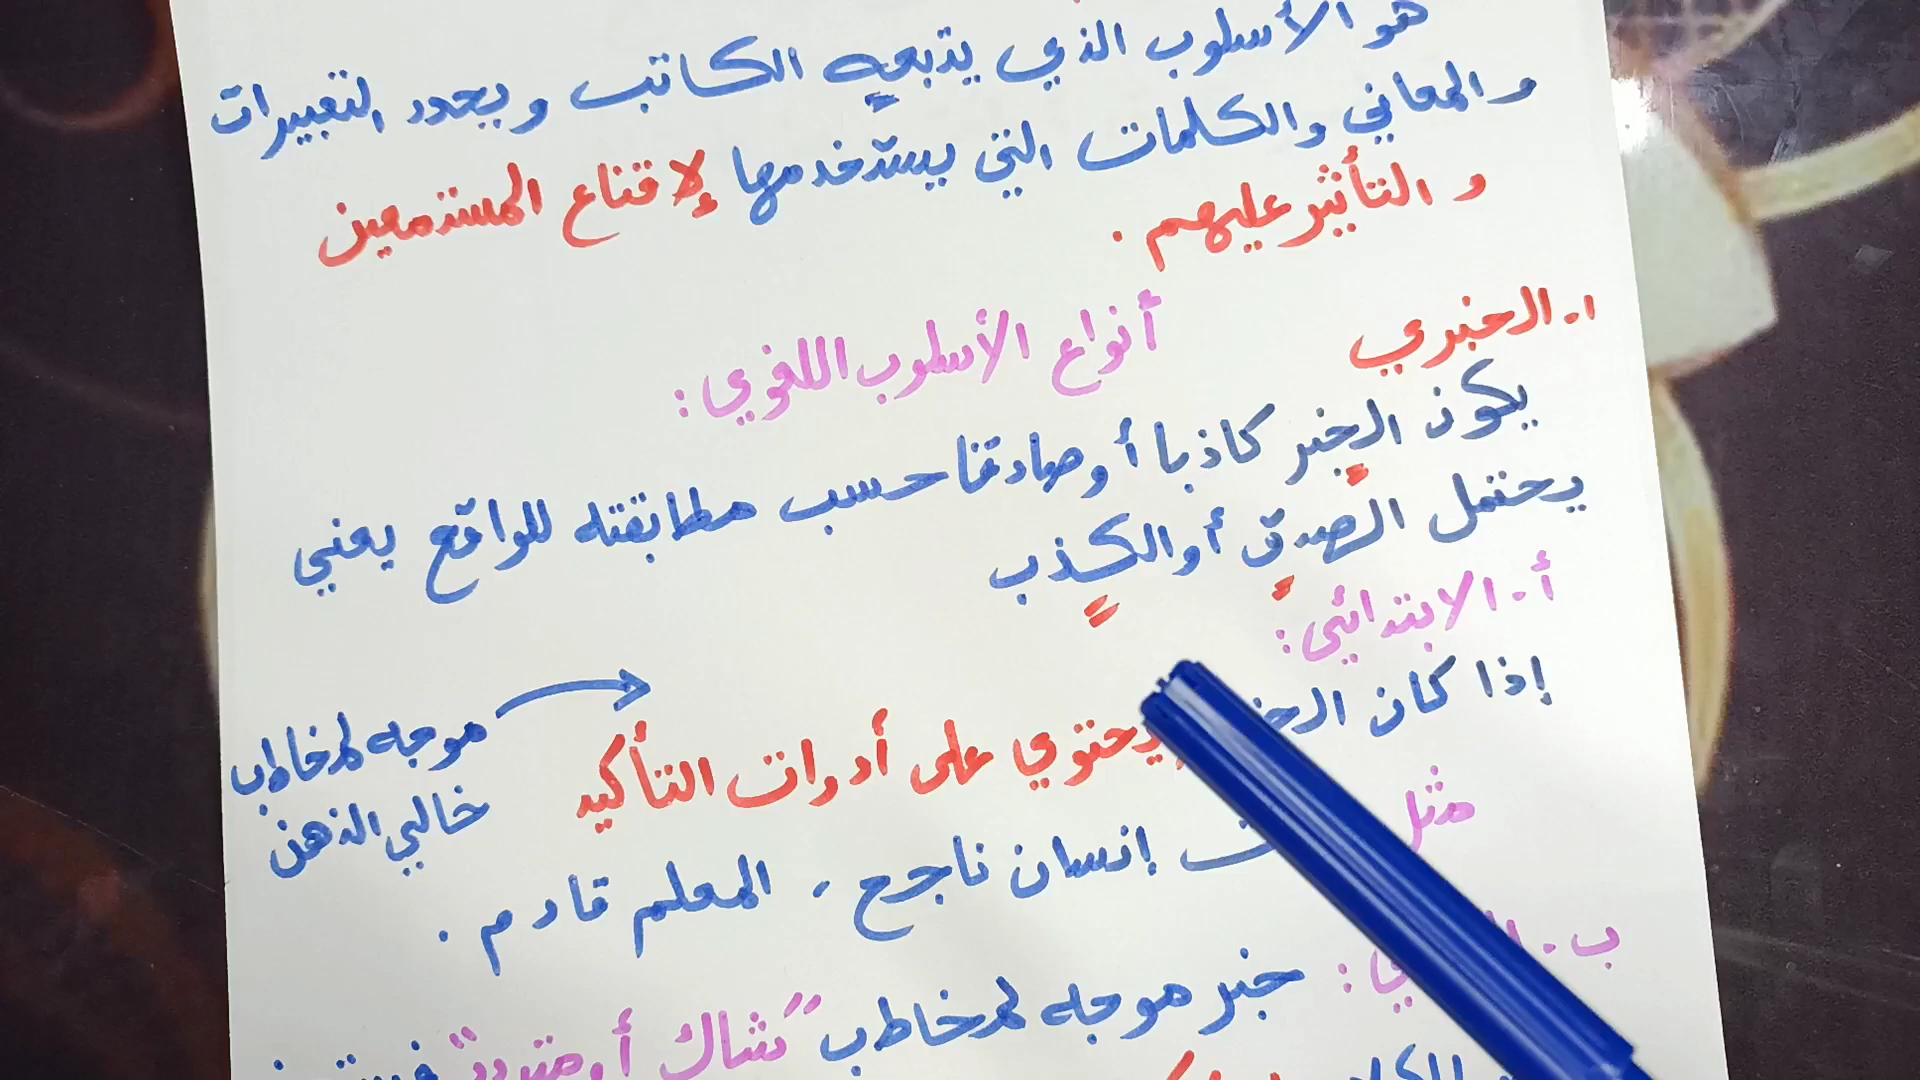 هو الأسلوب الذي يتبعه الكاتب ويحدد التعبيرات
والمعاني والكلمات التي يستخدمها لإقناع المستمعين
والتأثير عليهم .
أنواع الأسلوب اللغوي :
١. الخبري
يكون الخبر كاذبا أو صادقا حسب مطابقته للواقع يعني
يحتمل الصدق أو الكذب
أ. الابتدائي :
إذا كان يحتوي على أدوات التأكيد
موجه لمخاطب
خالي الذهن
مثل إنسان ناجح ، المعلم قادم .
ب. : خبر موجه لمخاطب "شاك أو متردد"